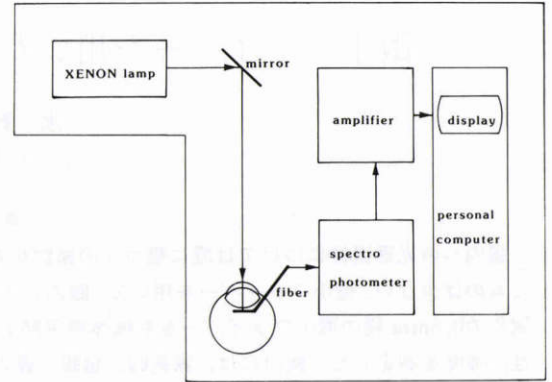 XENON lamp
mirror
amplifier
display
personal
computer
spectro
photometer
fiber